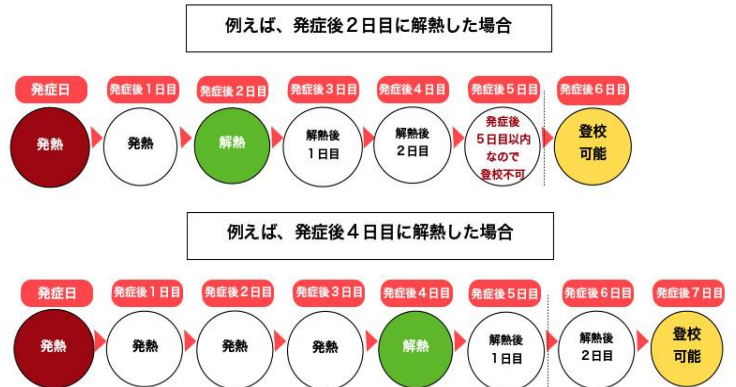 例えば、発症後２日目に解熱した場合
発症日 発症後１日目 発症後２日目 発症後３日目 発症後４日目 発症後５日目 発症後６日目
発熱
発熱
解熱
解熱後
１日目
解熱後
２日目
発症後
５日目以内
なので
登校不可
登校
可能
例えば、発症後４日目に解熱した場合
発症日 発症後１日目 発症後２日目 発症後３日目 発症後４日目 発症後５日目 発症後６日目 発症後７日目
発熱
発熱
発熱
発熱
解熱
解熱後
１日目
解熱後
２日目
登校
可能